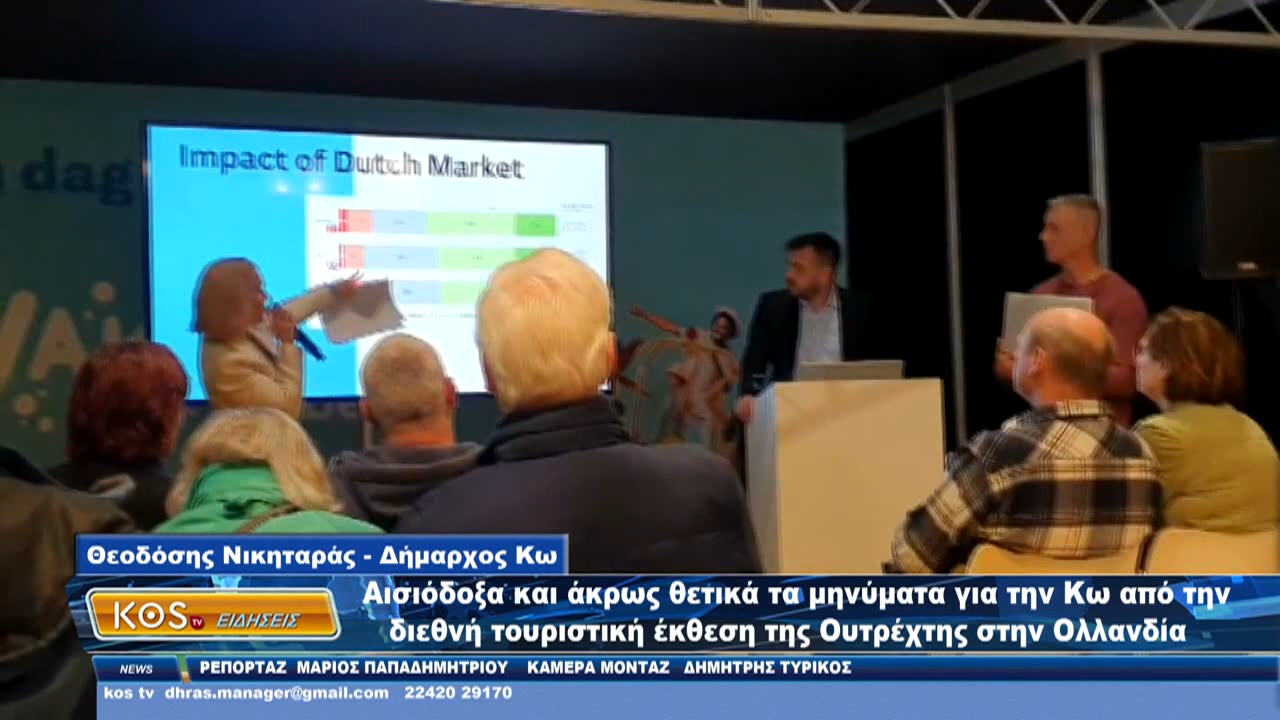 Impact of Dutch Market
dag
Θεοδόσης Νικηταράς - Δήμαρχος Κω
Αισιόδοξα και άκρως θετικά τα μηνύματα για την Κω από την
διεθνή τουριστική έκθεση της Ουτρέχτης στην Ολλανδία
KOS TV ΕΙΔΗΣΕΙΣ
NEWS ΡΕΠΟΡΤΑΖ ΜΑΡΙΟΣ ΠΑΠΑΔΗΜΗΤΡΙΟΥ ΚΑΜΕΡΑ ΜΟΝΤΑΖ ΔΗΜΗΤΡΗΣ ΤΥΡΙΚΟΣ
kos tv dhras.manager@gmail.com 22420 29170